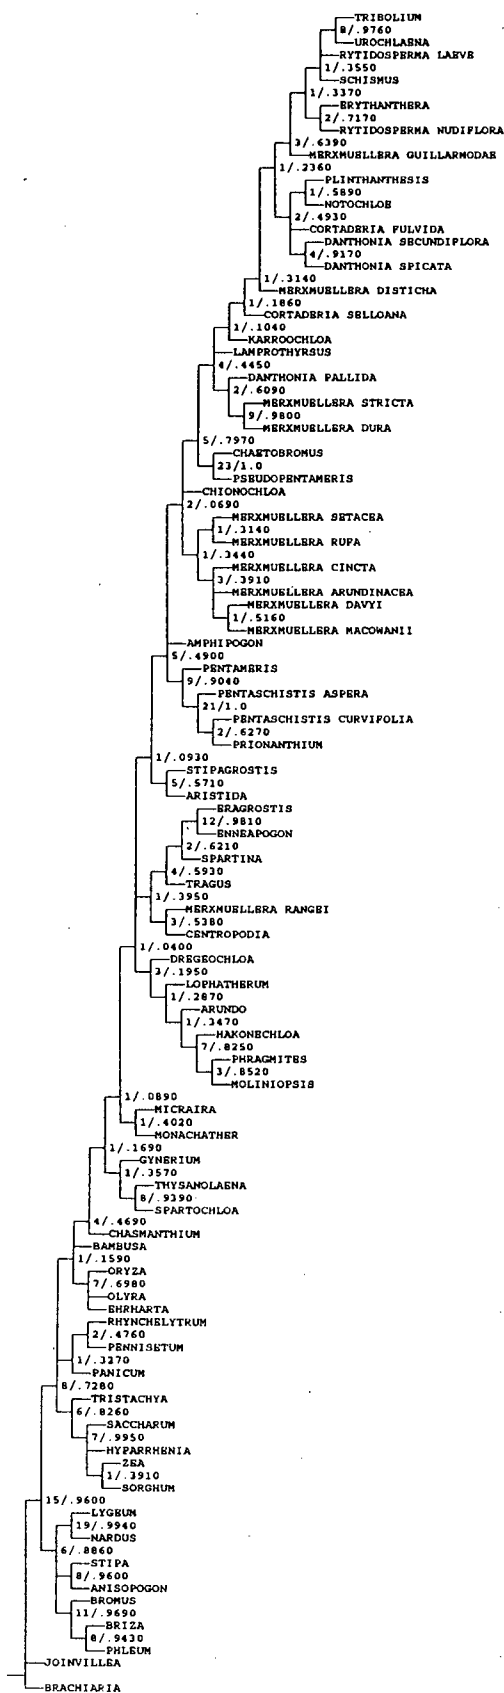 TRIBOLIUM
8/.9760
UROCHLAENA
RYTIDOSPERMA LAEVE
1/.3550
SCHISMUS
1/.3370
ERYTHANTHERA
2/.7170
RYTIDOSPERMA NUDIFLORA
3/.6390
MERXMUELLERA GUILLARMODAE
1/.2360
PLINTHANTHESIS
1/.5890
NOTOCHLOE
2/.4930
CORTADERIA FULVIDA
DANTHONIA SECUNDIFLORA
4/.9170
DANTHONIA SPICATA
1/.3140
MERXMUELLERA DISTICHA
1/.1860
CORTADERIA SELLOANA
1/.1040
KARROOCHLOA
LAMPROTHYRSUS
4/.4450
DANTHONIA PALLIDA
2/.6090
MERXMUELLERA STRICTA
9/.9800
MERXMUELLERA DURA
5/.7970
CHAETOBROMUS
23/1.0
PSEUDOPENTAMERIS
CHIONOCHLOA
2/.0690
MERXMUELLERA SETACEA
1/.3140
MERXMUELLERA RUFA
1/.3440
MERXMUELLERA CINCTA
3/.3910
MERXMUELLERA ARUNDINACEA
MERXMUELLERA DAVYI
1/.5160
MERXMUELLERA MACOWANII
AMPHIPOGON
5/.4900
PENTAMERIS
9/.9040
PENTASCHISTIS ASPERA
21/1.0
PENTASCHISTIS CURVIFOLIA
2/.6270
PRIONANTHIUM
1/.0930
STIPAGROSTIS
5/.5710
ARISTIDA
ERAGROSTIS
12/.9810
ENNEAPOGON
2/.6210
SPARTINA
4/.5930
TRAGUS
1/.3950
MERXMUELLERA RANGEI
3/.5380
CENTROPODIA
1/.0400
DREGEOCHLOA
3/.1950
LOPHATHERUM
1/.2870
ARUNDO
1/.3470
HAKONECHLOA
7/.8250
PHRAGMITES
3/.8520
MOLINIOPSIS
1/.0890
MICRAIRA
1/.4020
MONACHATHER
1/.1690
GYNERIUM
1/.3570
THYSANOLAENA
8/.9390
SPARTOCHLOA
4/.4690
CHASMANTHIUM
BAMBUSA
1/.1590
ORYZA
7/.6980
OLYRA
EHRHARTA
RHYNCHELYTRUM
2/.4760
PENNISETUM
1/.3270
PANICUM
8/.7280
TRISTACHYA
6/.8260
SACCHARUM
7/.9950
HYPARRHENIA
ZEA
1/.3910
SORGHUM
15/.9600
LYGEUM
19/.9940
NARDUS
6/.8860
STIPA
8/.9600
ANISOPOGON
BROMUS
11/.9690
BRIZA
8/.9430
PHLEUM
JOINVILLEA
BRACHIARIA